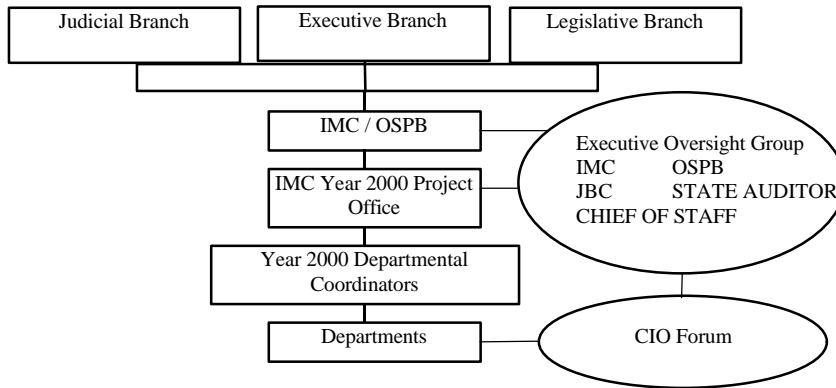 Judicial Branch
Executive Branch
Legislative Branch
IMC / OSPB
Executive Oversight Group
IMC OSPB
JBC STATE AUDITOR
CHIEF OF STAFF
IMC Year 2000 Project
Office
Year 2000 Departmental
Coordinators
Departments
CIO Forum